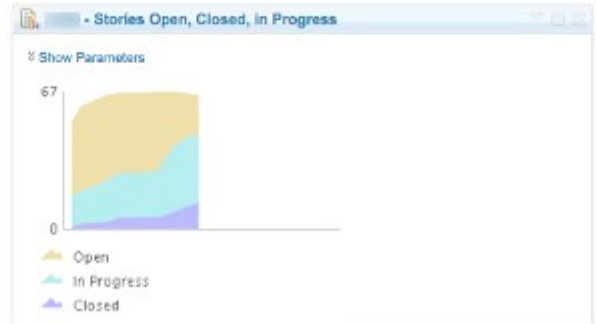 - Stories Open, Closed, in Progress
Show Parameters
67
0
Open
In Progress
Closed